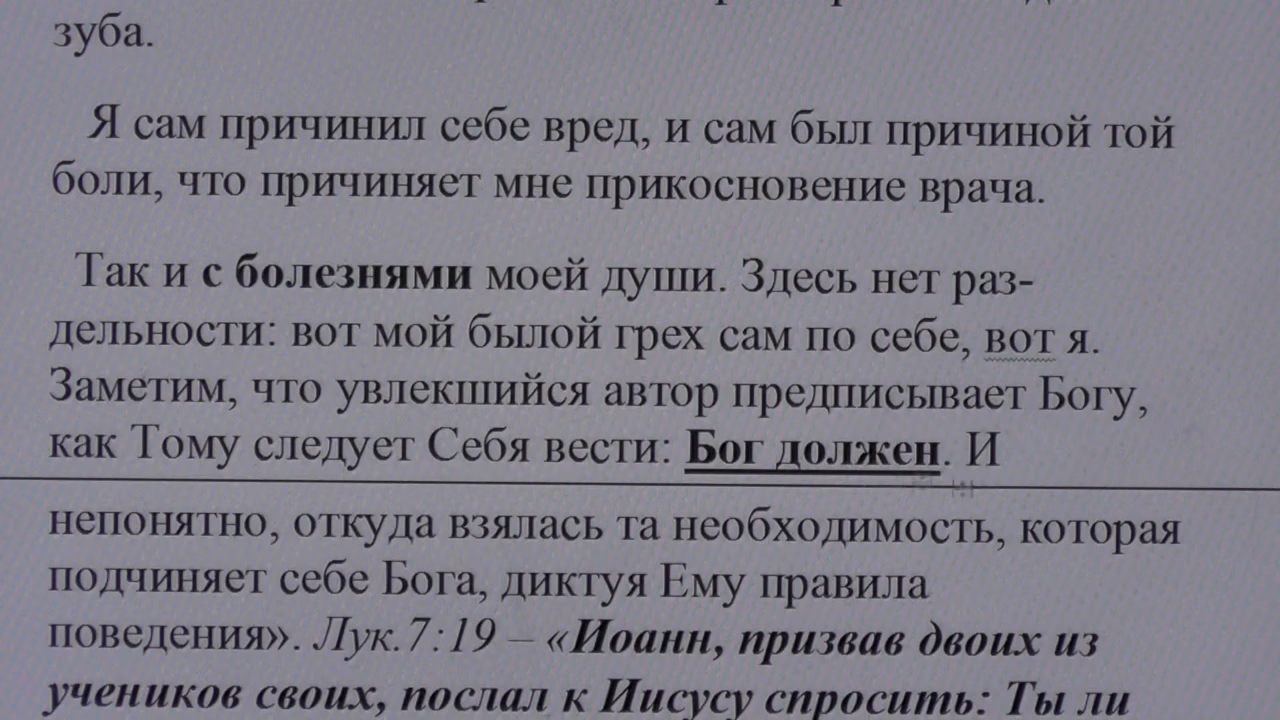 зуба.
Я сам причинил себе вред, и сам был причиной той
боли, что причиняет мне прикосновение врача.
Так и с болезнями моей души. Здесь нет раз-
дельности: вот мой былой грех сам по себе, вот я.
Заметим, что увлекшийся автор предписывает Богу,
как Тому следует Себя вести: Бог должен. И
непонятно, откуда взялась та необходимость, которая
подчиняет себе Бога, диктуя Ему правила
поведения». Лук.7:19 – «Иоанн, призвав двоих из
учеников своих, послал к Иисусу спросить: Ты ли